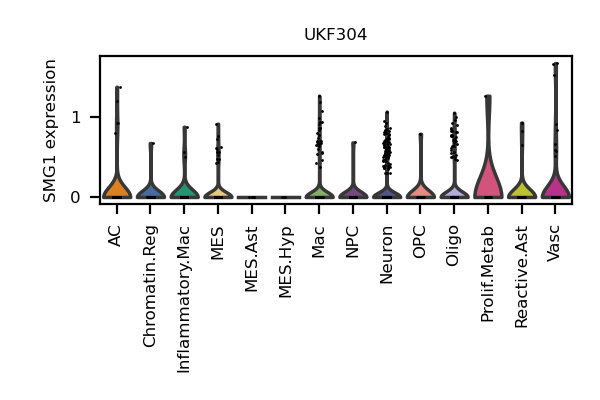 UKF304
SMG1 expression
1
0
AC
Chromatin.Reg
Inflammatory.Mac
MES
MES.Ast
MES.Hyp
Mac
NPC
Neuron
OPC
Oligo
Prolif.Metab
Reactive.Ast
Vasc